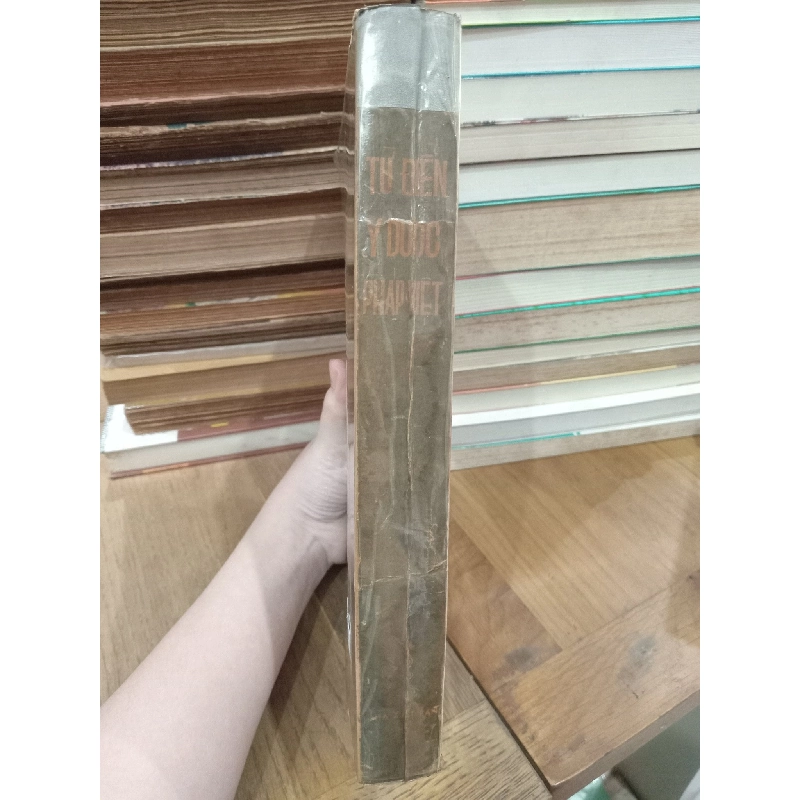 TỪ ĐIỂN
Y DƯỢC
PHÁP VIỆT